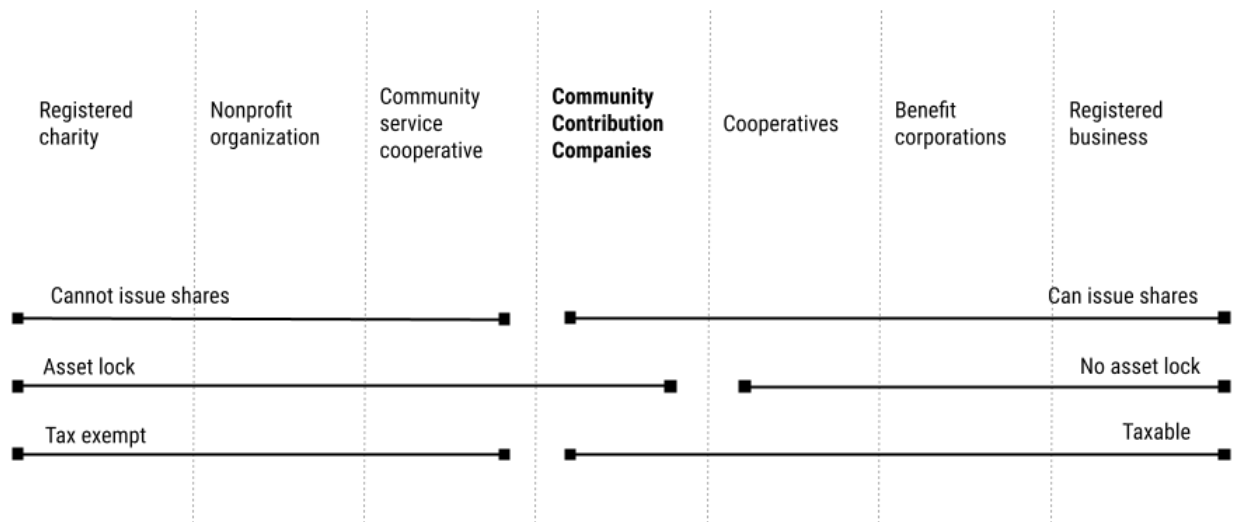 Registered
charity
Nonprofit
organization
Community
service
cooperative
Community
Contribution
Companies
Cooperatives
Benefit
corporations
Registered
business
Cannot issue shares
Can issue shares
Asset lock
No asset lock
Tax exempt
Taxable